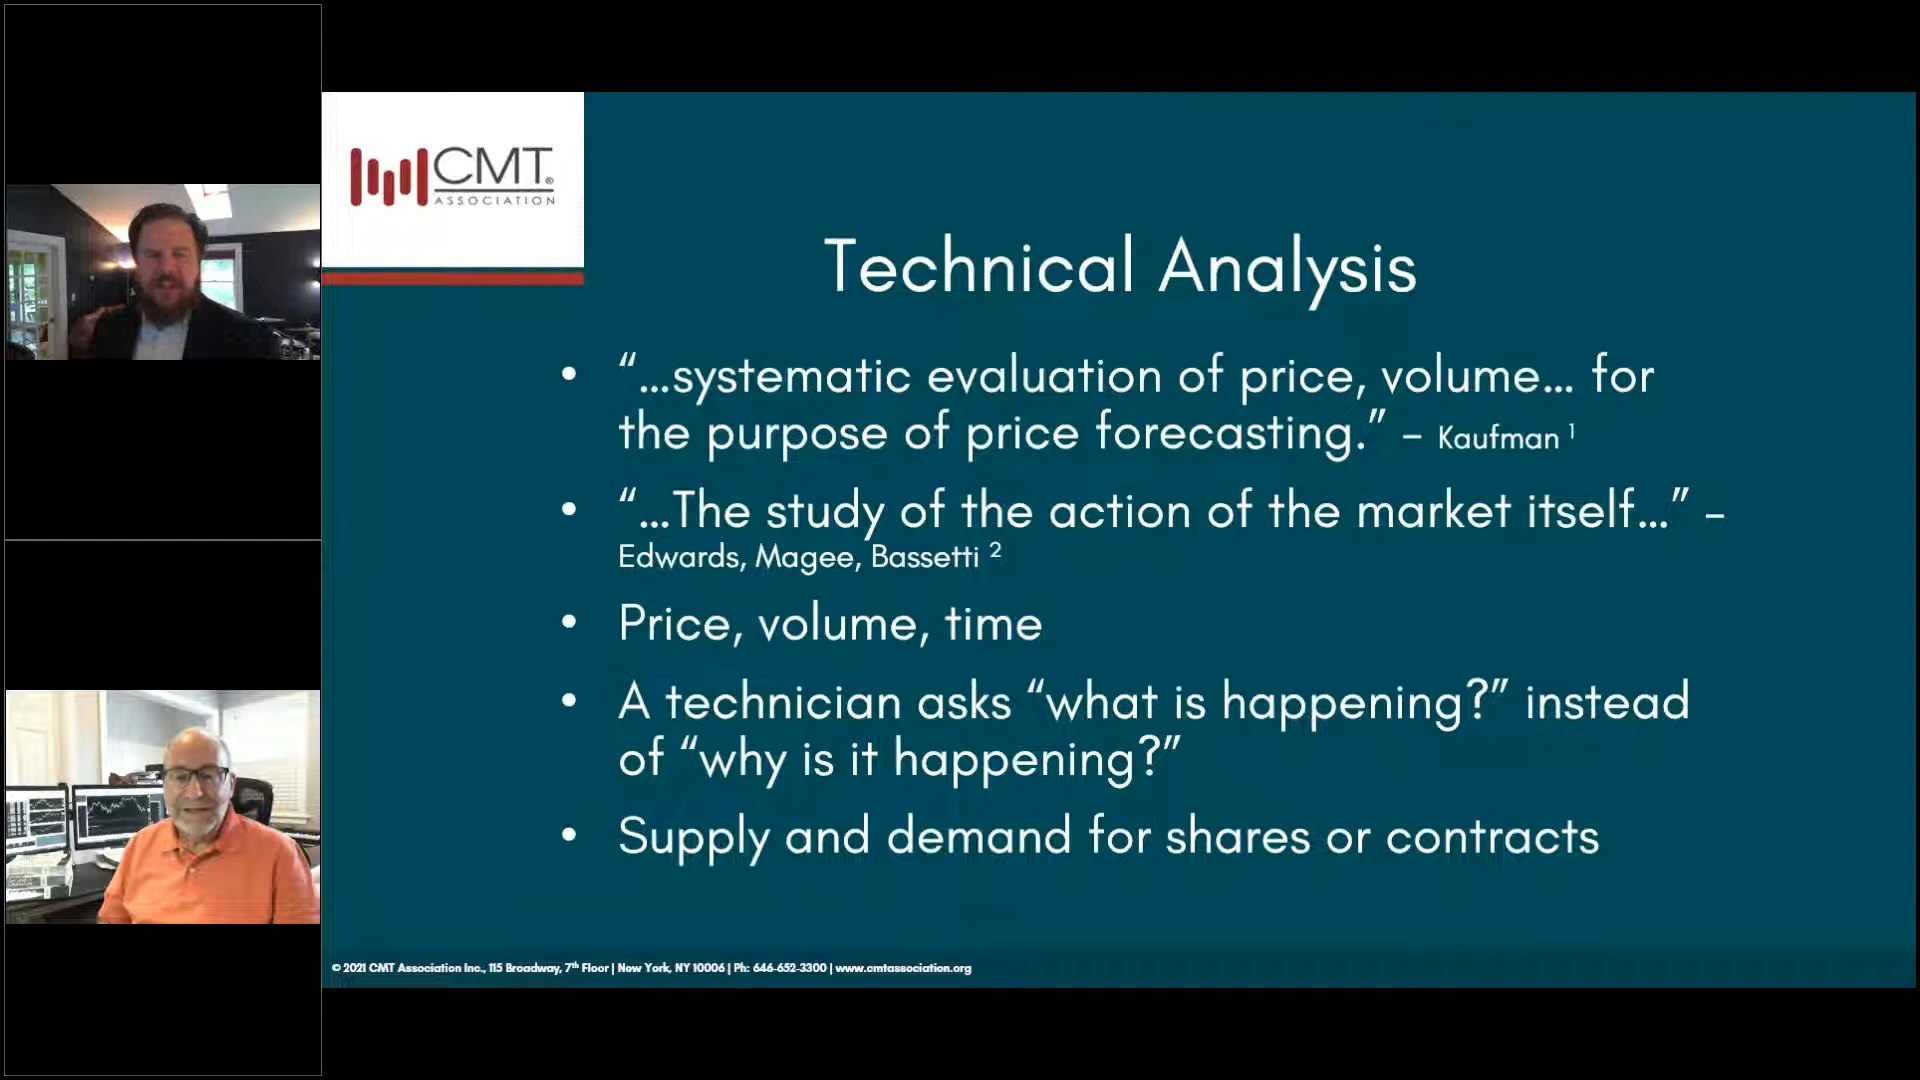 CMT®
ASSOCIATION
Technical Analysis
• “…systematic evaluation of price, volume… for
the purpose of price forecasting.” – Kaufman ¹
• “…The study of the action of the market itself…” –
Edwards, Magee, Bassetti ²
• Price, volume, time
• A technician asks “what is happening?” instead
of “why is it happening?”
• Supply and demand for shares or contracts
© 2021 CMT Association Inc., 115 Broadway, 7th Floor | New York, NY 10006 | Ph: 646-652-3300 | www.cmtassociation.org